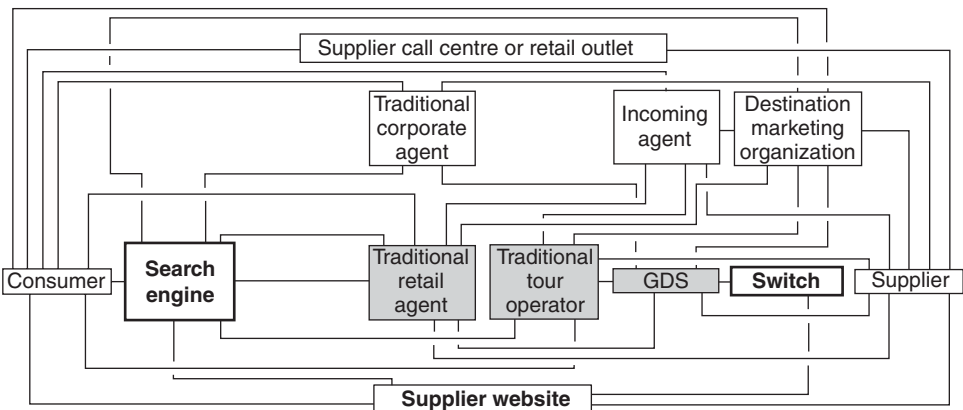 Supplier call centre or retail outlet
Traditional
corporate
agent
Incoming
agent
Destination
marketing
organization
Consumer
Search
engine
Traditional
retail
agent
Traditional
tour
operator
GDS
Switch
Supplier
Supplier website